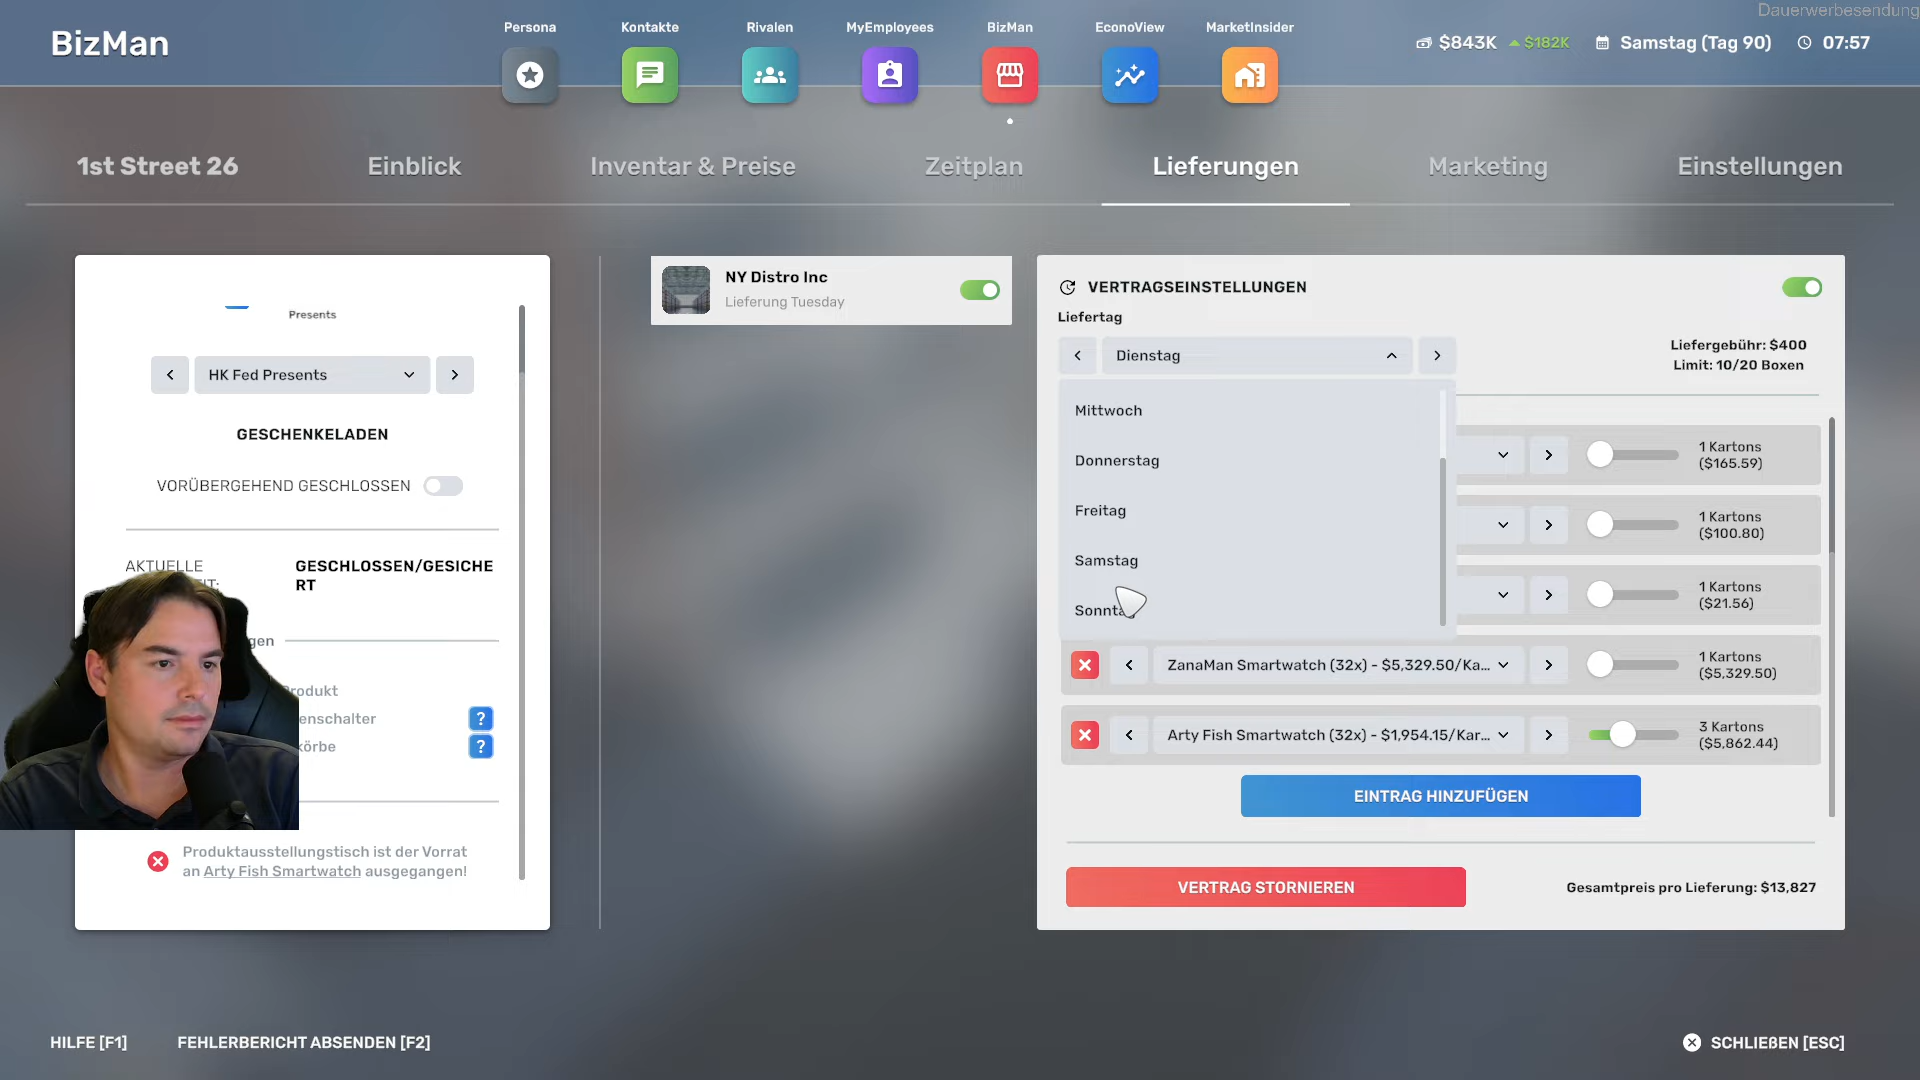 Dauerwerbesendung
BizMan
Persona
Kontakte
Rivalen
MyEmployees
BizMan
EconoView
MarketInsider
$843K
$182K
Samstag (Tag 90)
07:57
1st Street 26
Einblick
Inventar & Preise
Zeitplan
Lieferungen
Marketing
Einstellungen
Presents
HK Fed Presents
GESCHENKELADEN
VORÜBERGEHEND GESCHLOSSEN
AKTUELLE
GESCHLOSSEN/GESICHE
RT
?
?
Produktausstellungstisch ist der Vorrat
an Arty Fish Smartwatch ausgegangen!
NY Distro Inc
Lieferung Tuesday
VERTRAGSEINSTELLUNGEN
Liefertag
Dienstag
Liefergebühr: $400
Limit: 10/20 Boxen
Mittwoch
Donnerstag
Freitag
Samstag
Sonnta
1 Kartons
($165.59)
1 Kartons
($100.80)
1 Kartons
($21.56)
ZanaMan Smartwatch (32x) - $5,329.50/Ka...
1 Kartons
($5,329.50)
Arty Fish Smartwatch (32x) - $1,954.15/Kar...
3 Kartons
($5,862.44)
EINTRAG HINZUFÜGEN
VERTRAG STORNIEREN
Gesamtpreis pro Lieferung: $13,827
HILFE [F1]
FEHLERBERICHT ABSENDEN [F2]
SCHLIEßEN [ESC]